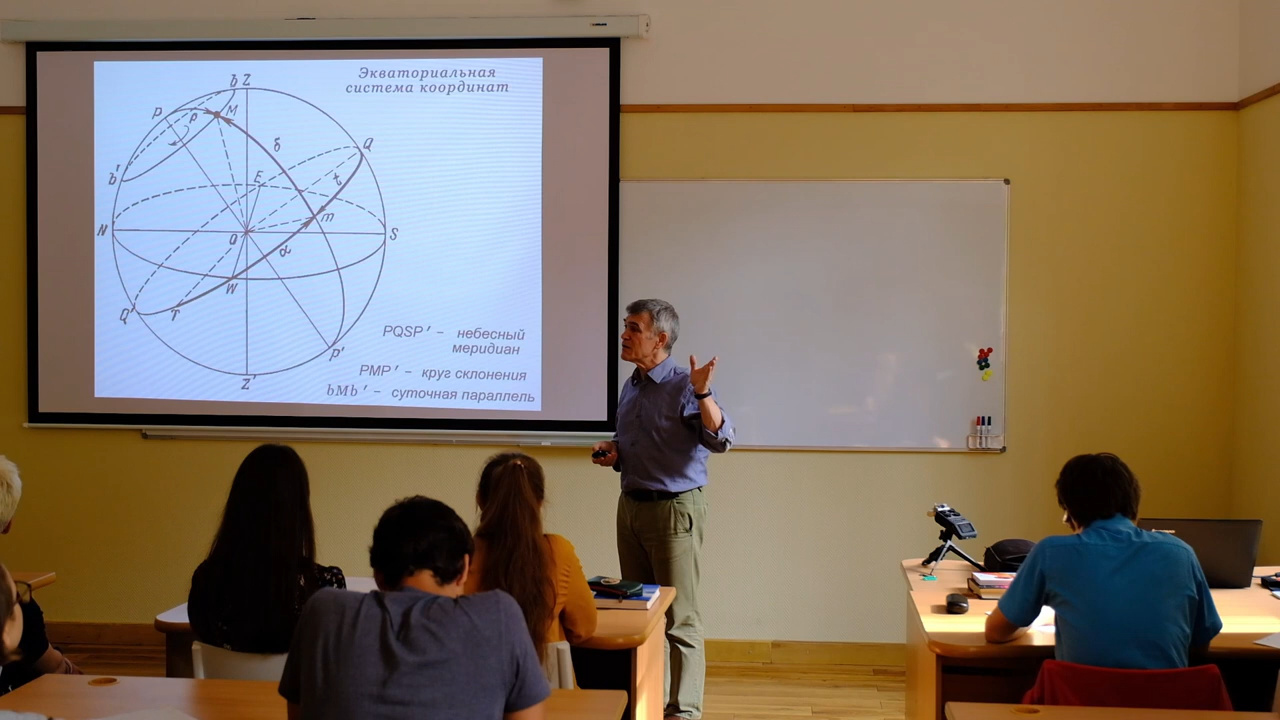 Экваториальная
система координат
b Z
P ρ M
δ Q
b'
E t
N O m S
α
W
Q' T
PQSP' – небесный
меридиан
P'
PMP' – круг склонения
Z'
bMb' – суточная параллель